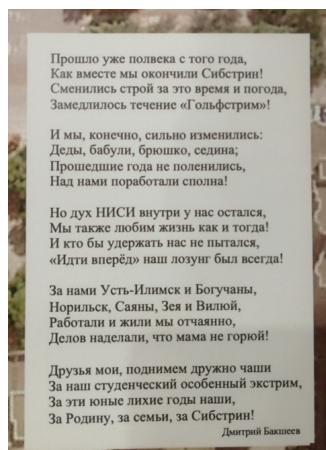 Прошло уже полвека с того года,
Как вместе мы окончили Сибстрин!
Сменились строй за это время и погода,
Замедлилось течение «Гольфстрим»!
И мы, конечно, сильно изменились:
Деды, бабули, брюшко, седина;
Прошедшие года не поленились,
Над нами поработали сполна!
Но дух НИСИ внутри у нас остался,
Мы также любим жизнь как и тогда!
И кто бы удержать нас не пытался,
«Идти вперёд» наш лозунг был всегда!
За нами Усть-Илимск и Богучаны,
Норильск, Саяны, Зея и Вилюй,
Работали и жили мы отчаянно,
Делов наделали, что мама не горюй!
Друзья мои, поднимем дружно чаши
За наш студенческий особенный экстрим,
За эти юные лихие годы наши,
За Родину, за семьи, за Сибстрин!
Дмитрий Бакшеев